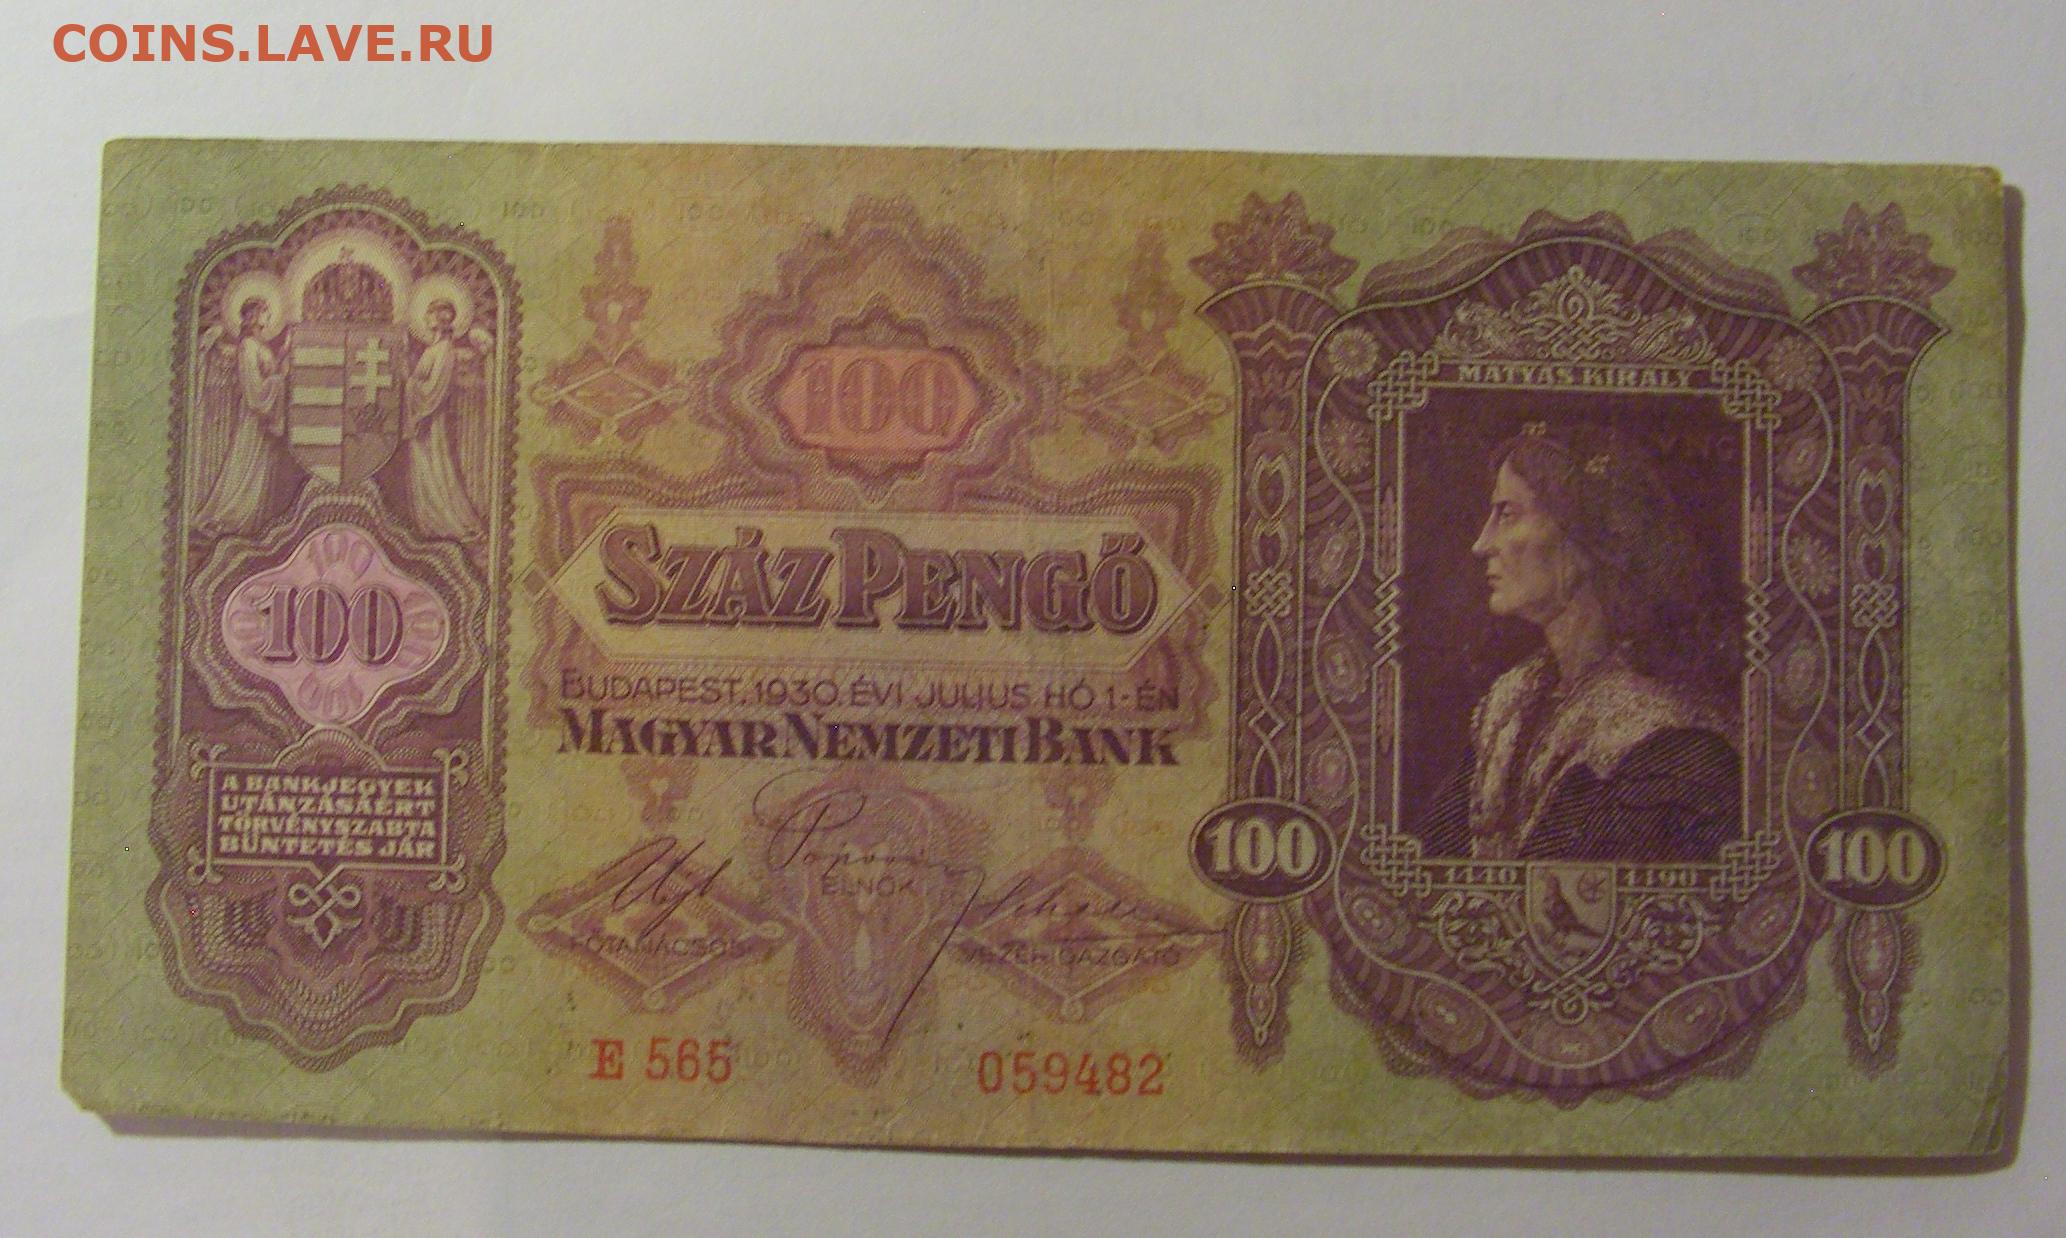 COINS.LAVE.RU
100
MÁTYÁS KIRÁLY
100
100
SZÁZ PENGŐ
BUDAPEST, 1930. ÉVI JULIUS HÓ 1-ÉN
MAGYAR NEMZETI BANK
A BANKJEGYEK
UTÁNZÁSÁÉRT
TÖRVÉNYSZABTA
BÜNTETÉS JÁR
ELNÖK
FŐTANÁCSOS
VEZÉRIGAZGATÓ
100
1440 1490
100
E 565
059482